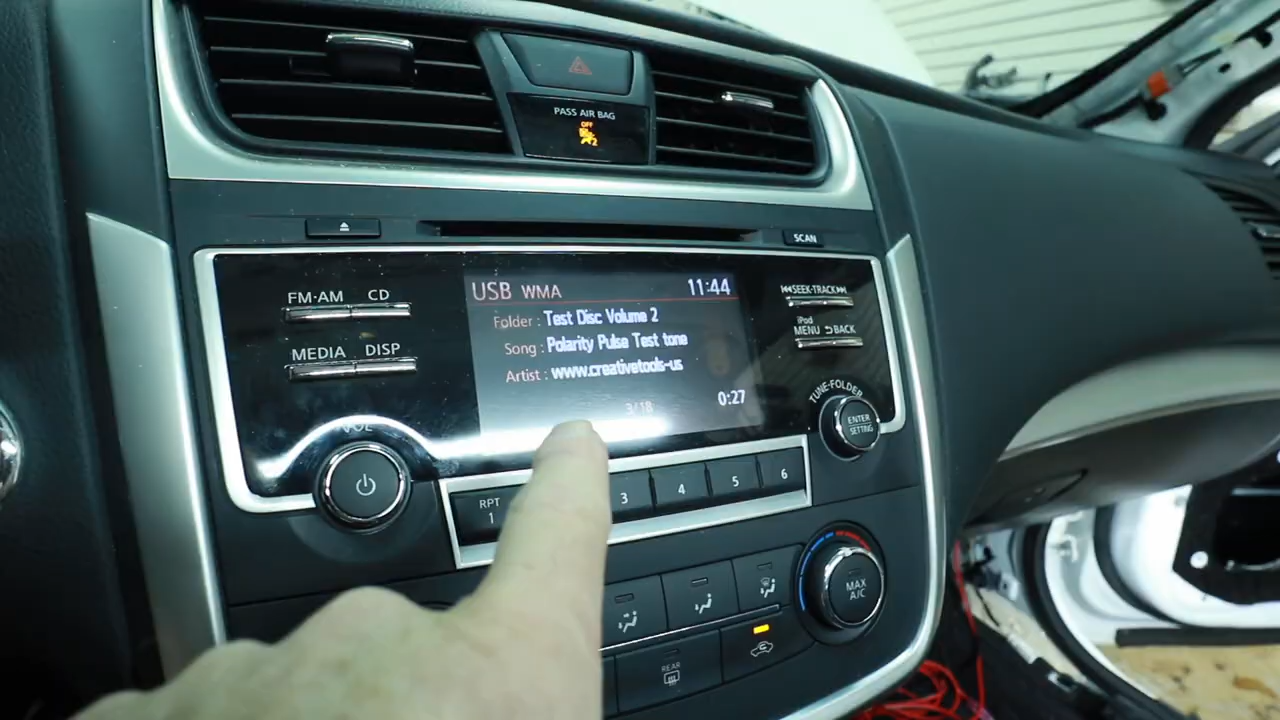 PASS AIR BAG
OFF
2
SCAN
FM·AM CD
MEDIA DISP
USB WMA 11:44
Folder : Test Disc Volume 2
Song : Polarity Pulse Test tone
Artist : www.creativetools-us
3/18 0:27
SEEK·TRACK
iPod
MENU BACK
TUNE·FOLDER
ENTER
SETTING
VOL
RPT
1 3 4 5 6
MAX
A/C
REAR